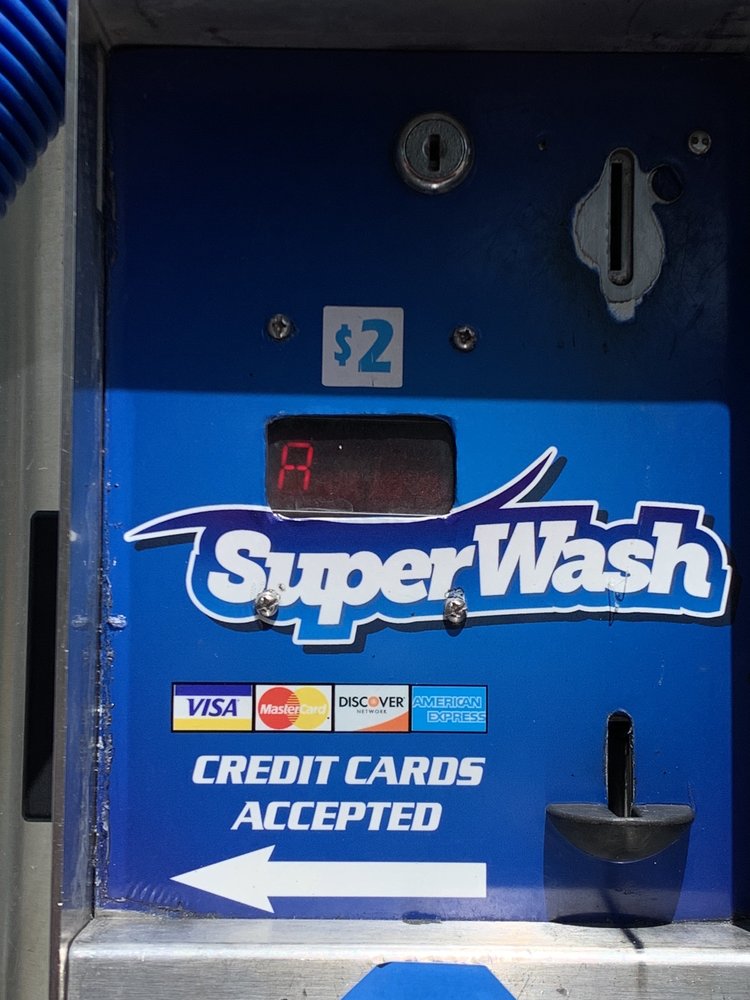 $2
A
SuperWash
VISA MasterCard DISCOVER NETWORK AMERICAN EXPRESS
CREDIT CARDS
ACCEPTED